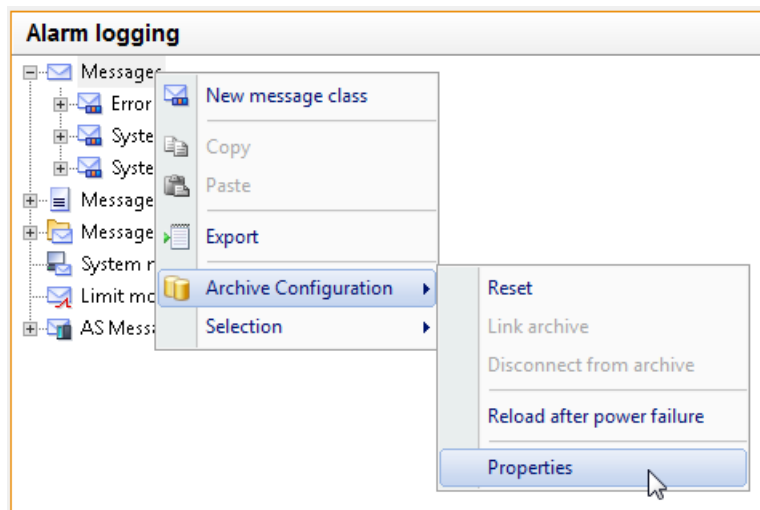 Alarm logging
Messages
Error
New message class
Syste
Copy
Syste
Paste
Message
Message
Export
System
Archive Configuration
Reset
Limit mo
Selection
Link archive
AS Messa
Disconnect from archive
Reload after power failure
Properties